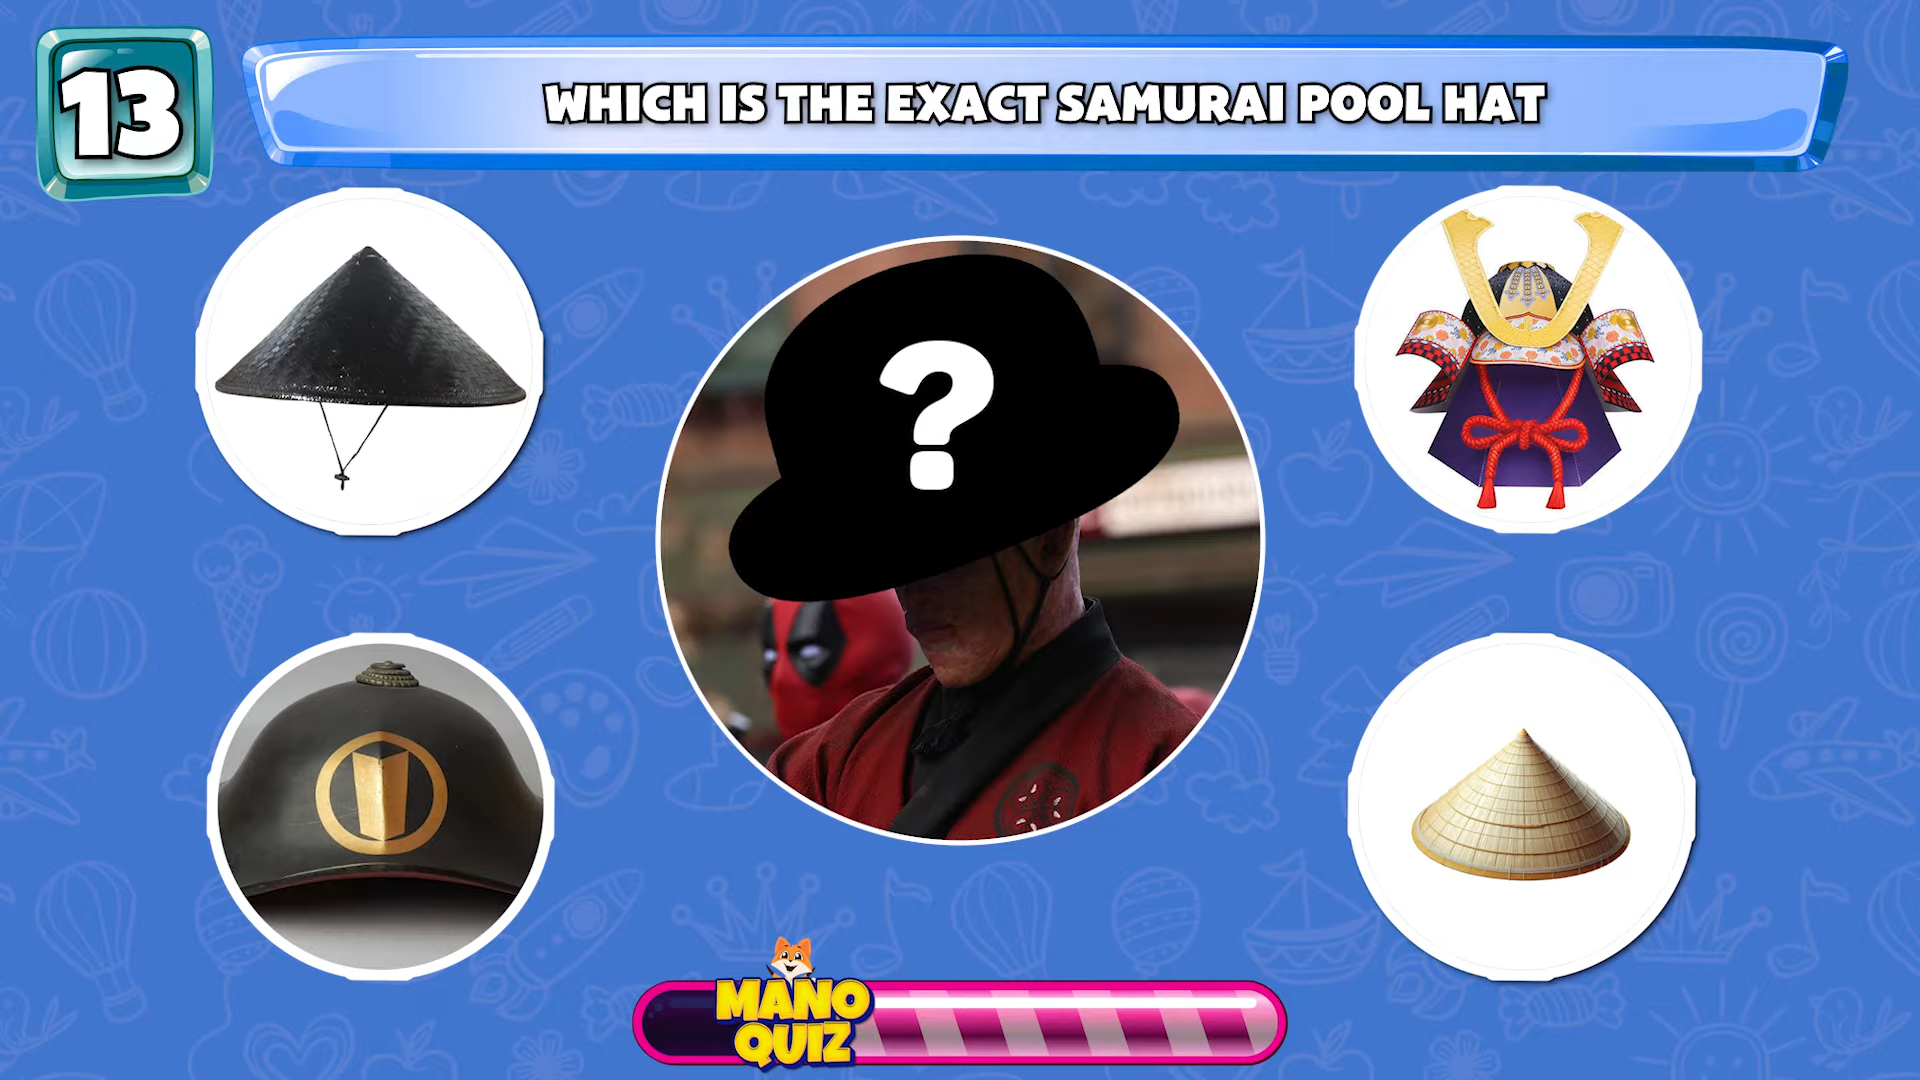 13
WHICH IS THE EXACT SAMURAI POOL HAT
?
MANO
QUIZ